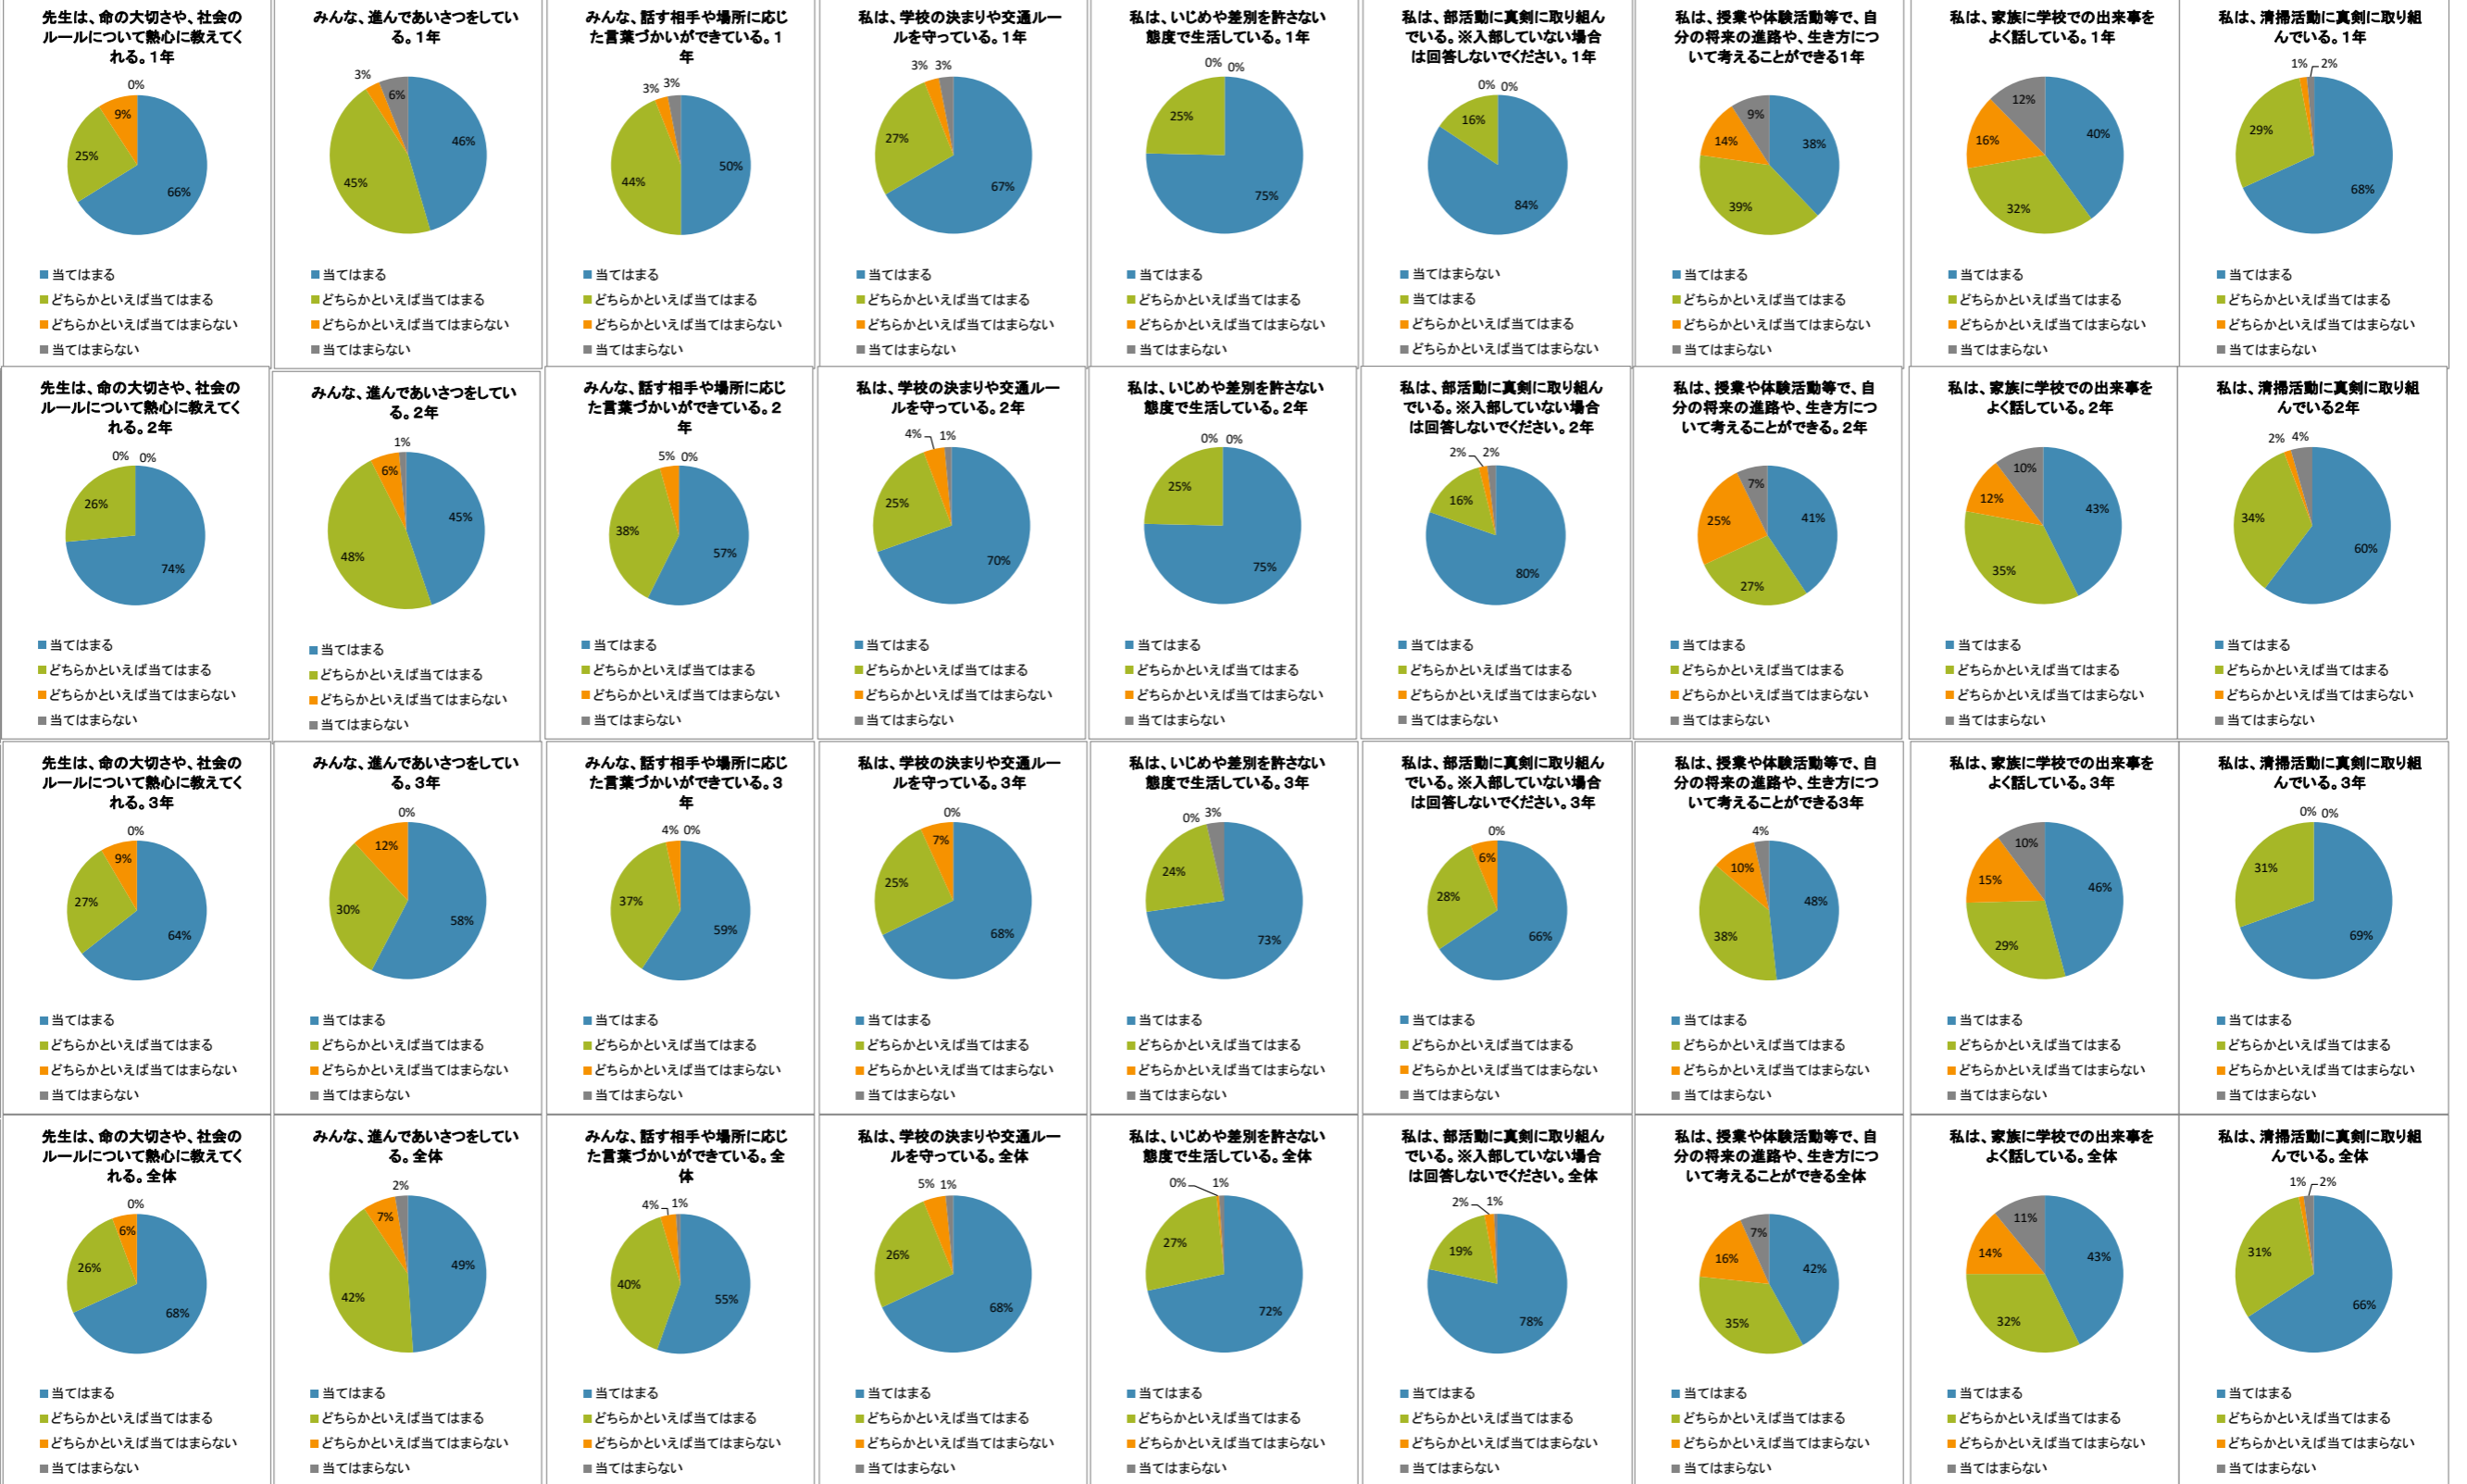 先生は、命の大切さや、社会の
ルールについて熱心に教えてく
れる。1年
0%
9%
25%
66%
■当てはまる
■どちらかといえば当てはまる
■どちらかといえば当てはまらない
■当てはまらない
みんな、進んであいさつをしてい
る。1年
3%
6%
46%
45%
■当てはまる
■どちらかといえば当てはまる
■どちらかといえば当てはまらない
■当てはまらない
みんな、話す相手や場所に応じ
た言葉づかいができている。1
年
3% 3%
50%
44%
■当てはまる
■どちらかといえば当てはまる
■どちらかといえば当てはまらない
■当てはまらない
私は、学校の決まりや交通ルー
ルを守っている。1年
3% 3%
27%
67%
■当てはまる
■どちらかといえば当てはまる
■どちらかといえば当てはまらない
■当てはまらない
私は、いじめや差別を許さない
態度で生活している。1年
0% 0%
25%
75%
■当てはまる
■どちらかといえば当てはまる
■どちらかといえば当てはまらない
■当てはまらない
私は、部活動に真剣に取り組ん
でいる。※入部していない場合
は回答しないでください。1年
0% 0%
16%
84%
■当てはまらない
■当てはまる
■どちらかといえば当てはまる
■どちらかといえば当てはまらない
私は、授業や体験活動等で、自
分の将来の進路や、生き方につ
いて考えることができる1年
9%
14%
38%
39%
■当てはまる
■どちらかといえば当てはまる
■どちらかといえば当てはまらない
■当てはまらない
私は、家族に学校での出来事を
よく話している。1年
12%
16%
40%
32%
■当てはまる
■どちらかといえば当てはまる
■どちらかといえば当てはまらない
■当てはまらない
私は、清掃活動に真剣に取り組
んでいる。1年
1% 2%
29%
68%
■当てはまる
■どちらかといえば当てはまる
■どちらかといえば当てはまらない
■当てはまらない
先生は、命の大切さや、社会の
ルールについて熱心に教えてく
れる。2年
0% 0%
26%
74%
■当てはまる
■どちらかといえば当てはまる
■どちらかといえば当てはまらない
■当てはまらない
みんな、進んであいさつをしてい
る。2年
1%
6%
45%
48%
■当てはまる
■どちらかといえば当てはまる
■どちらかといえば当てはまらない
■当てはまらない
みんな、話す相手や場所に応じ
た言葉づかいができている。2
年
5% 0%
38%
57%
■当てはまる
■どちらかといえば当てはまる
■どちらかといえば当てはまらない
■当てはまらない
私は、学校の決まりや交通ルー
ルを守っている。2年
4% 1%
25%
70%
■当てはまる
■どちらかといえば当てはまる
■どちらかといえば当てはまらない
■当てはまらない
私は、いじめや差別を許さない
態度で生活している。2年
0% 0%
25%
75%
■当てはまる
■どちらかといえば当てはまる
■どちらかといえば当てはまらない
■当てはまらない
私は、部活動に真剣に取り組ん
でいる。※入部していない場合
は回答しないでください。2年
2% 2%
16%
80%
■当てはまる
■どちらかといえば当てはまる
■どちらかといえば当てはまらない
■当てはまらない
私は、授業や体験活動等で、自
分の将来の進路や、生き方につ
いて考えることができる。2年
7%
25%
41%
27%
■当てはまる
■どちらかといえば当てはまる
■どちらかといえば当てはまらない
■当てはまらない
私は、家族に学校での出来事を
よく話している。2年
10%
12%
43%
35%
■当てはまる
■どちらかといえば当てはまる
■どちらかといえば当てはまらない
■当てはまらない
私は、清掃活動に真剣に取り組
んでいる2年
2% 4%
34%
60%
■当てはまる
■どちらかといえば当てはまる
■どちらかといえば当てはまらない
■当てはまらない
先生は、命の大切さや、社会の
ルールについて熱心に教えてく
れる。3年
0%
9%
27%
64%
■当てはまる
■どちらかといえば当てはまる
■どちらかといえば当てはまらない
■当てはまらない
みんな、進んであいさつをしてい
る。3年
0%
12%
30%
58%
■当てはまる
■どちらかといえば当てはまる
■どちらかといえば当てはまらない
■当てはまらない
みんな、話す相手や場所に応じ
た言葉づかいができている。3
年
4% 0%
37%
59%
■当てはまる
■どちらかといえば当てはまる
■どちらかといえば当てはまらない
■当てはまらない
私は、学校の決まりや交通ルー
ルを守っている。3年
0%
7%
25%
68%
■当てはまる
■どちらかといえば当てはまる
■どちらかといえば当てはまらない
■当てはまらない
私は、いじめや差別を許さない
態度で生活している。3年
0% 3%
24%
73%
■当てはまる
■どちらかといえば当てはまる
■どちらかといえば当てはまらない
■当てはまらない
私は、部活動に真剣に取り組ん
でいる。※入部していない場合
は回答しないでください。3年
0%
6%
28%
66%
■当てはまる
■どちらかといえば当てはまる
■どちらかといえば当てはまらない
■当てはまらない
私は、授業や体験活動等で、自
分の将来の進路や、生き方につ
いて考えることができる3年
4%
10%
48%
38%
■当てはまる
■どちらかといえば当てはまる
■どちらかといえば当てはまらない
■当てはまらない
私は、家族に学校での出来事を
よく話している。3年
10%
15%
46%
29%
■当てはまる
■どちらかといえば当てはまる
■どちらかといえば当てはまらない
■当てはまらない
私は、清掃活動に真剣に取り組
んでいる。3年
0% 0%
31%
69%
■当てはまる
■どちらかといえば当てはまる
■どちらかといえば当てはまらない
■当てはまらない
先生は、命の大切さや、社会の
ルールについて熱心に教えてく
れる。全体
0%
6%
26%
68%
■当てはまる
■どちらかといえば当てはまる
■どちらかといえば当てはまらない
■当てはまらない
みんな、進んであいさつをしてい
る。全体
2%
7%
49%
42%
■当てはまる
■どちらかといえば当てはまる
■どちらかといえば当てはまらない
■当てはまらない
みんな、話す相手や場所に応じ
た言葉づかいができている。全
体
4% 1%
40%
55%
■当てはまる
■どちらかといえば当てはまる
■どちらかといえば当てはまらない
■当てはまらない
私は、学校の決まりや交通ルー
ルを守っている。全体
5% 1%
26%
68%
■当てはまる
■どちらかといえば当てはまる
■どちらかといえば当てはまらない
■当てはまらない
私は、いじめや差別を許さない
態度で生活している。全体
0% 1%
27%
72%
■当てはまる
■どちらかといえば当てはまる
■どちらかといえば当てはまらない
■当てはまらない
私は、部活動に真剣に取り組ん
でいる。※入部していない場合
は回答しないでください。全体
2% 1%
19%
78%
■当てはまる
■どちらかといえば当てはまる
■どちらかといえば当てはまらない
■当てはまらない
私は、授業や体験活動等で、自
分の将来の進路や、生き方につ
いて考えることができる全体
7%
16%
42%
35%
■当てはまる
■どちらかといえば当てはまる
■どちらかといえば当てはまらない
■当てはまらない
私は、家族に学校での出来事を
よく話している。全体
11%
14%
43%
32%
■当てはまる
■どちらかといえば当てはまる
■どちらかといえば当てはまらない
■当てはまらない
私は、清掃活動に真剣に取り組
んでいる。全体
1% 2%
31%
66%
■当てはまる
■どちらかといえば当てはまる
■どちらかといえば当てはまらない
■当てはまらない